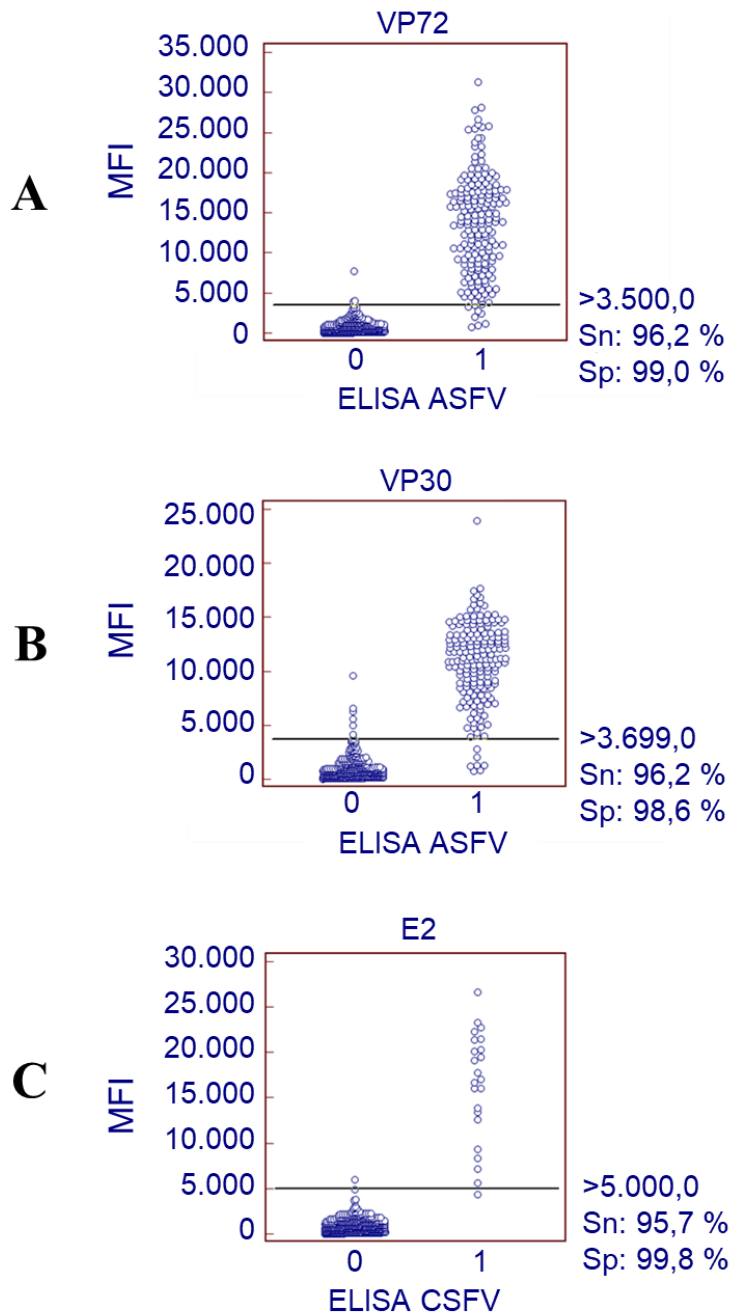 VP72
35.000
30.000
25.000
20.000
15.000
10.000
5.000
0
MFI
A
0 1
ELISA ASFV
>3.500,0
Sn: 96,2 %
Sp: 99,0 %
VP30
25.000
20.000
15.000
10.000
5.000
0
MFI
B
0 1
ELISA ASFV
>3.699,0
Sn: 96,2 %
Sp: 98,6 %
E2
30.000
25.000
20.000
15.000
10.000
5.000
0
MFI
C
0 1
ELISA CSFV
>5.000,0
Sn: 95,7 %
Sp: 99,8 %